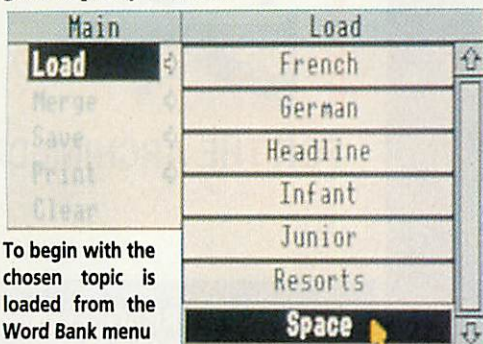 Main
Load
Merge
Save
Print
Clear
Load
French
German
Headline
Infant
Junior
Resorts
Space
To begin with the
chosen topic is
loaded from the
Word Bank menu